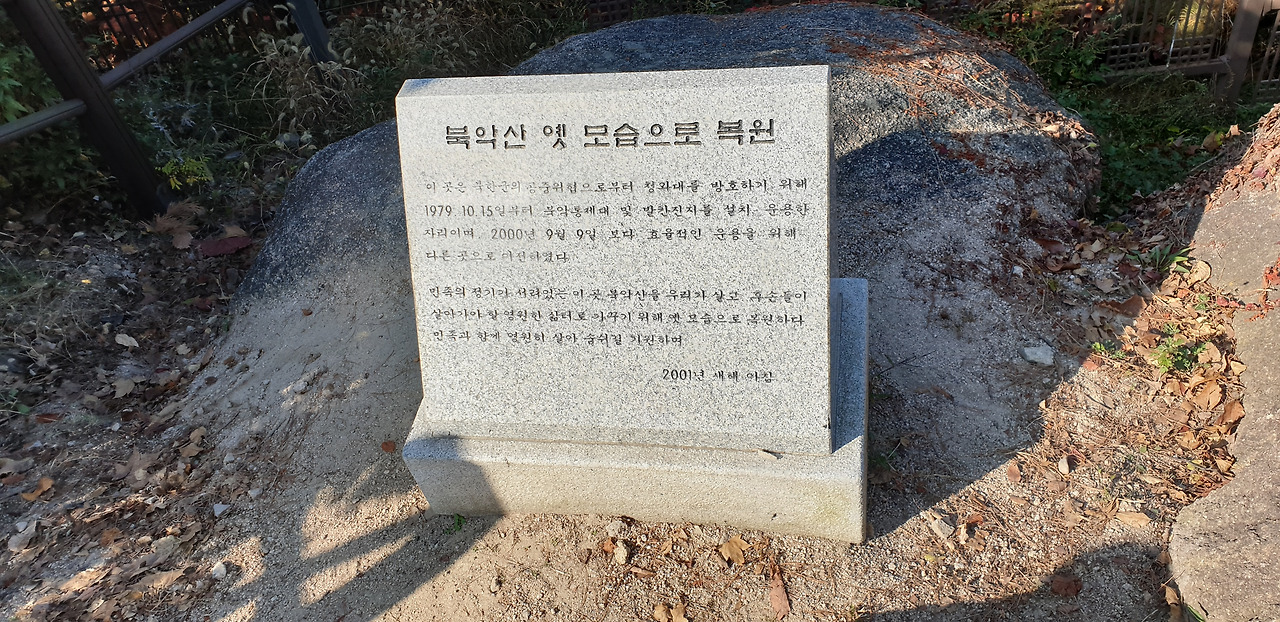 북악산 옛 모습으로 복원
이 곳은 북한군의 공중위협으로부터 청와대를 방호하기 위해
1979. 10. 15일부터 북악통제대 및 발칸진지를 설치 운용한
자리이며, 2000년 9월 9일 보다 효율적인 운용을 위해
다른 곳으로 이전하였다.
민족의 정기가 서려있는 이 곳 북악산을 우리가 살고, 후손들이
살아가야 할 영원한 삶터로 가꾸기 위해 옛 모습으로 복원하다.
민족과 함께 영원히 살아 숨쉬길 기원하며
2001년 새해 아침